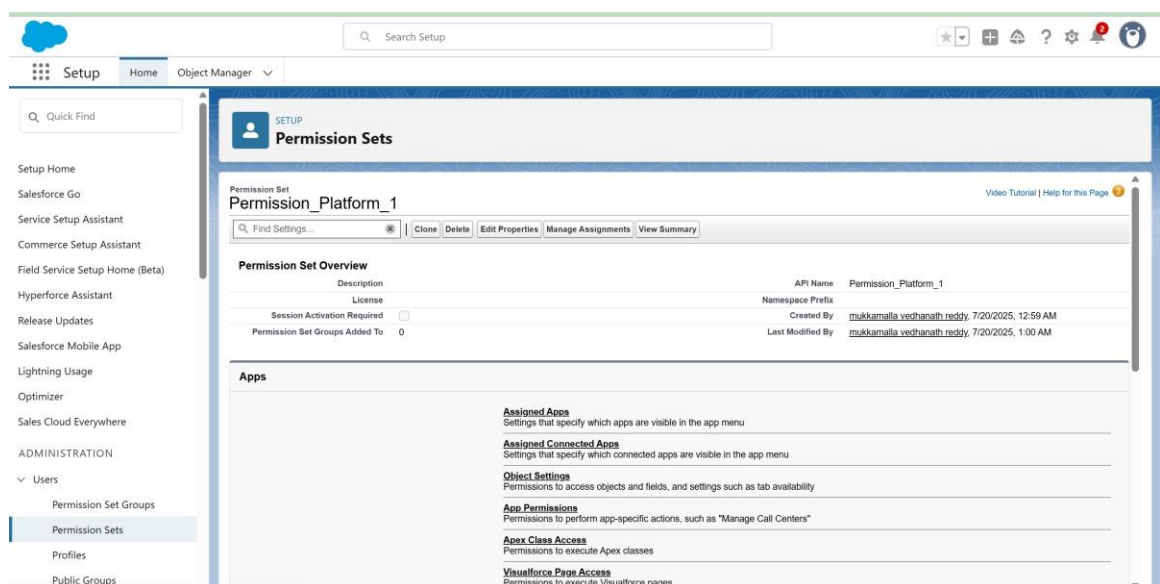 Search Setup
2
Setup Home Object Manager
Quick Find
Setup Home
Salesforce Go
Service Setup Assistant
Commerce Setup Assistant
Field Service Setup Home (Beta)
Hyperforce Assistant
Release Updates
Salesforce Mobile App
Lightning Usage
Optimizer
Sales Cloud Everywhere
ADMINISTRATION
Users
Permission Set Groups
Permission Sets
Profiles
Public Groups
SETUP
Permission Sets
Permission Set
Permission_Platform_1
Video Tutorial | Help for this Page
Find Settings... | Clone Delete Edit Properties Manage Assignments View Summary
Permission Set Overview
Description API Name Permission_Platform_1
License Namespace Prefix
Session Activation Required Created By mukkamalla vedhanath reddy, 7/20/2025, 12:59 AM
Permission Set Groups Added To 0 Last Modified By mukkamalla vedhanath reddy, 7/20/2025, 1:00 AM
Apps
Assigned Apps
Settings that specify which apps are visible in the app menu
Assigned Connected Apps
Settings that specify which connected apps are visible in the app menu
Object Settings
Permissions to access objects and fields, and settings such as tab availability
App Permissions
Permissions to perform app-specific actions, such as "Manage Call Centers"
Apex Class Access
Permissions to execute Apex classes
Visualforce Page Access
Permissions to execute Visualforce pages